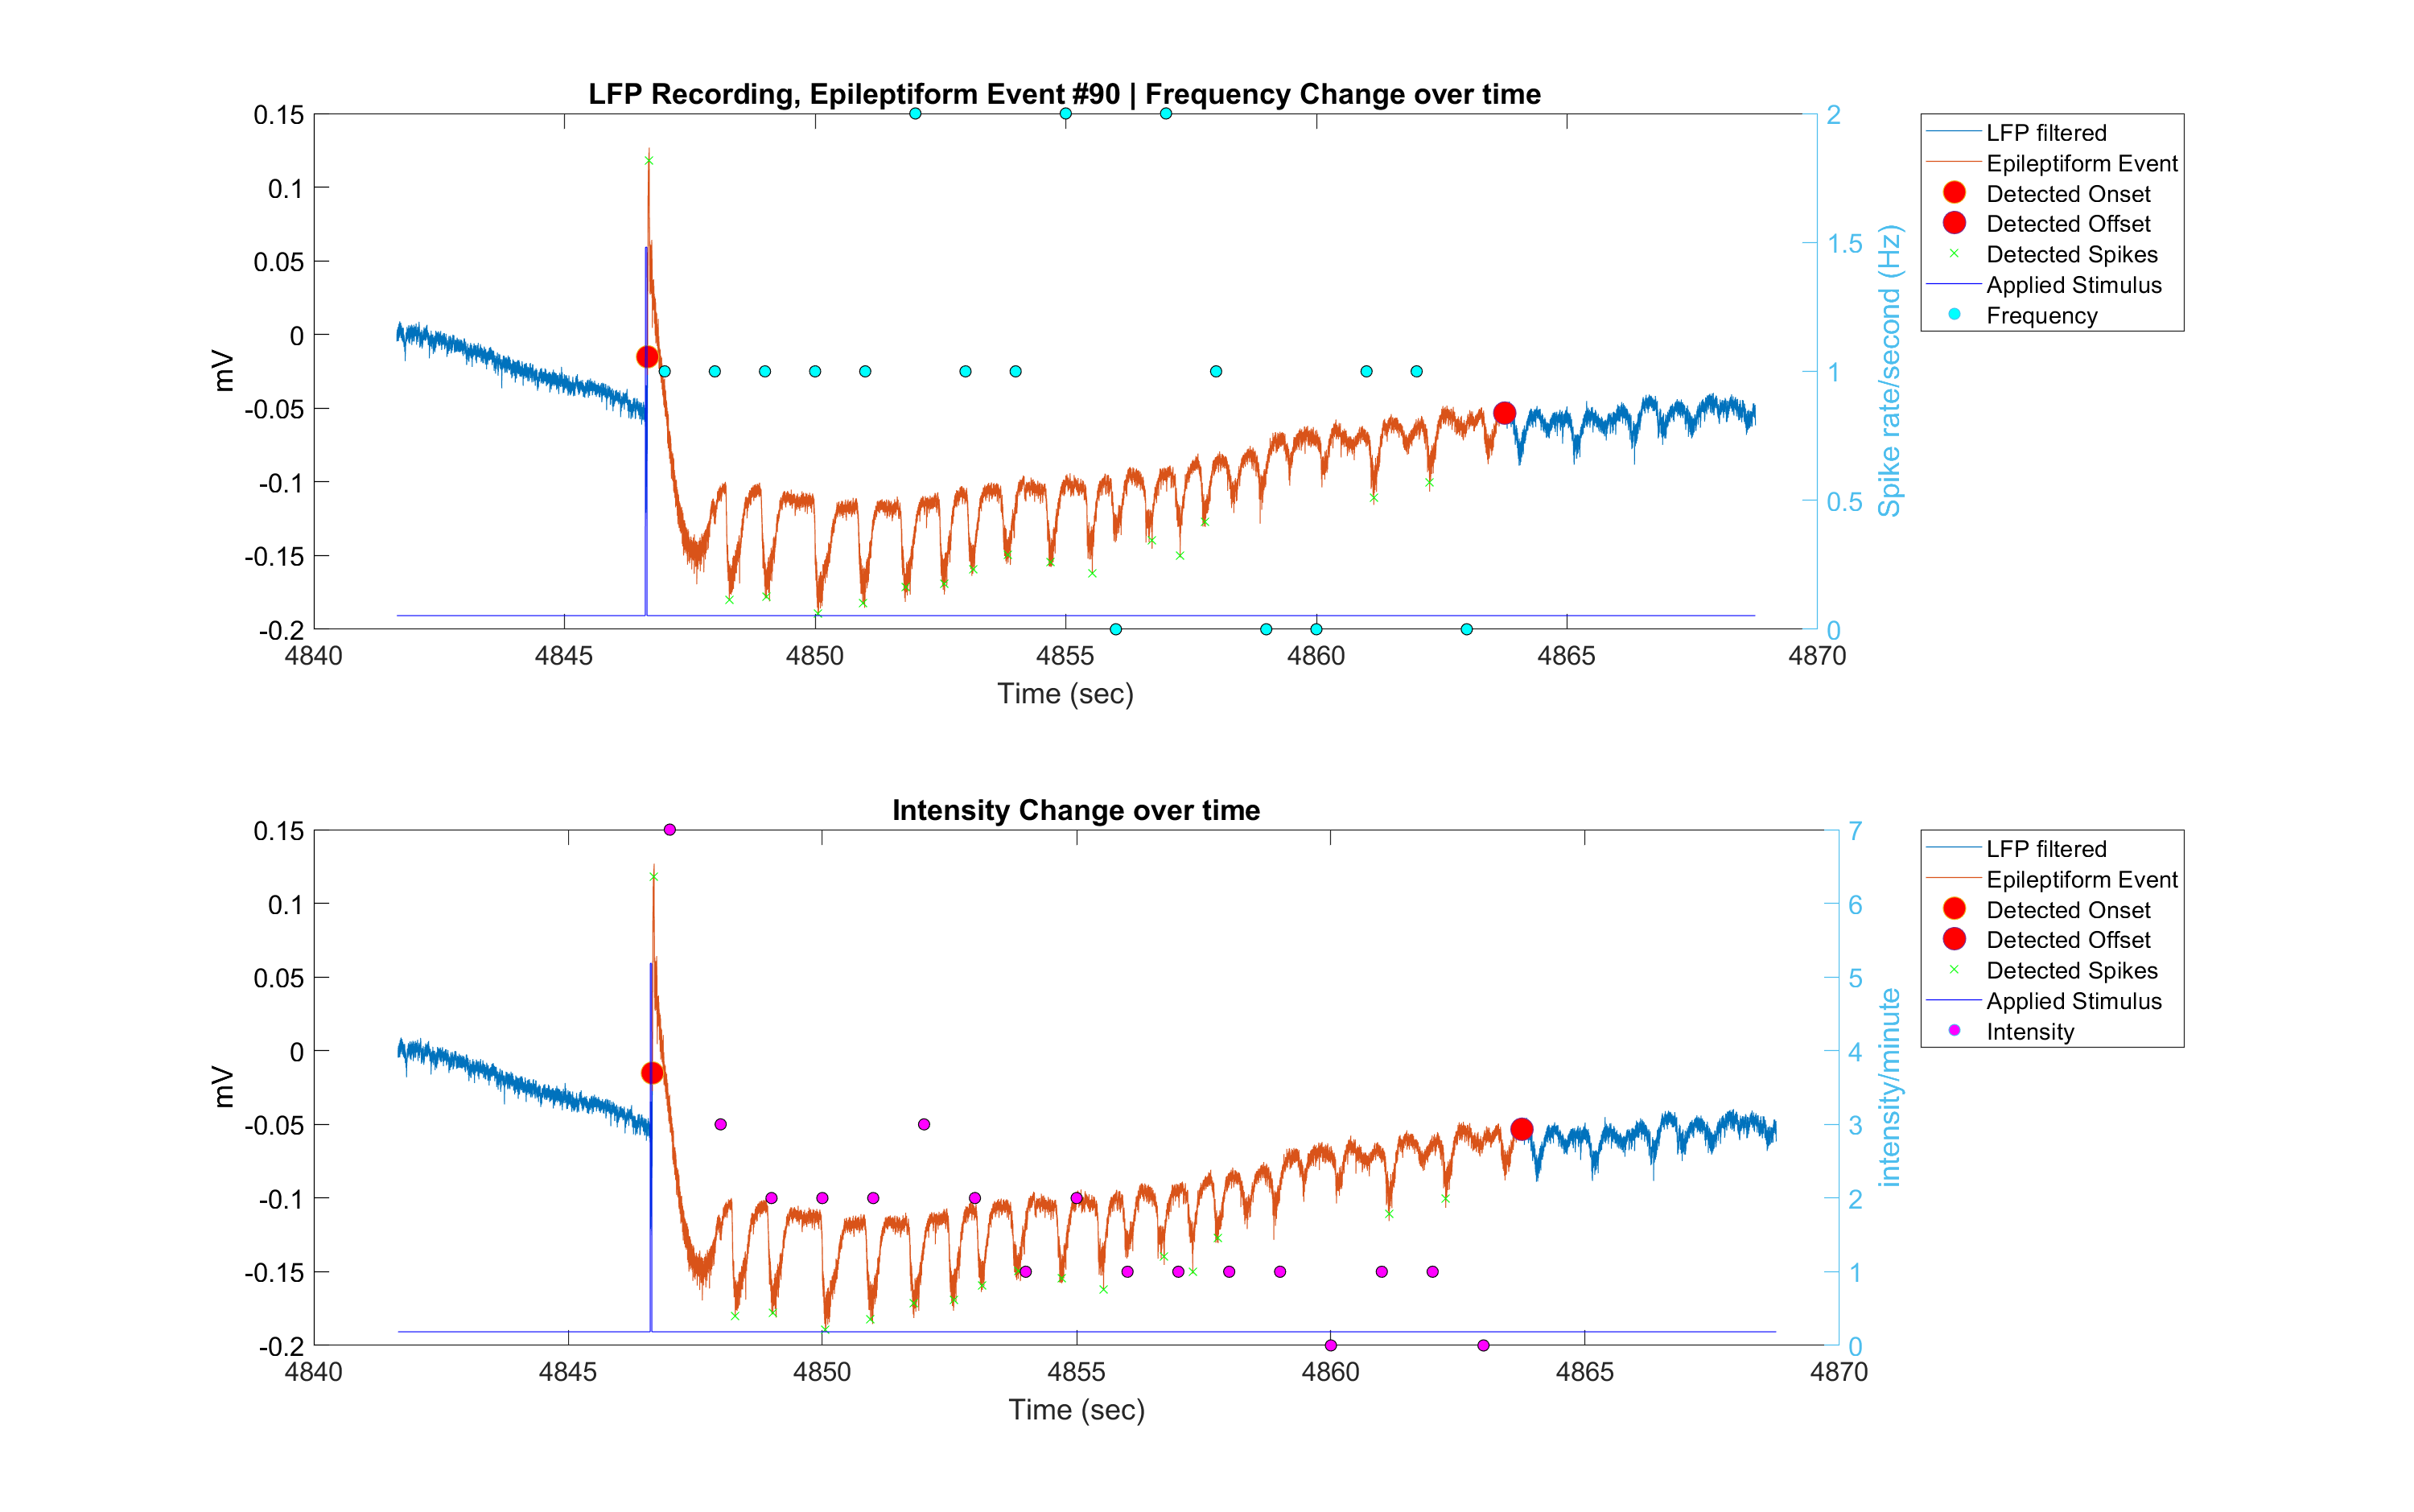 LFP Recording, Epileptiform Event #90 | Frequency Change over time
0.15
0.1
0.05
0
-0.05
-0.1
-0.15
-0.2
mV
4840 4845 4850 4855 4860 4865 4870
Time (sec)
2
1.5
1
0.5
0
Spike rate/second (Hz)
LFP filtered
Epileptiform Event
Detected Onset
Detected Offset
Detected Spikes
Applied Stimulus
Frequency
Intensity Change over time
0.15
0.1
0.05
0
-0.05
-0.1
-0.15
-0.2
mV
4840 4845 4850 4855 4860 4865 4870
Time (sec)
7
6
5
4
3
2
1
0
intensity/minute
LFP filtered
Epileptiform Event
Detected Onset
Detected Offset
Detected Spikes
Applied Stimulus
Intensity